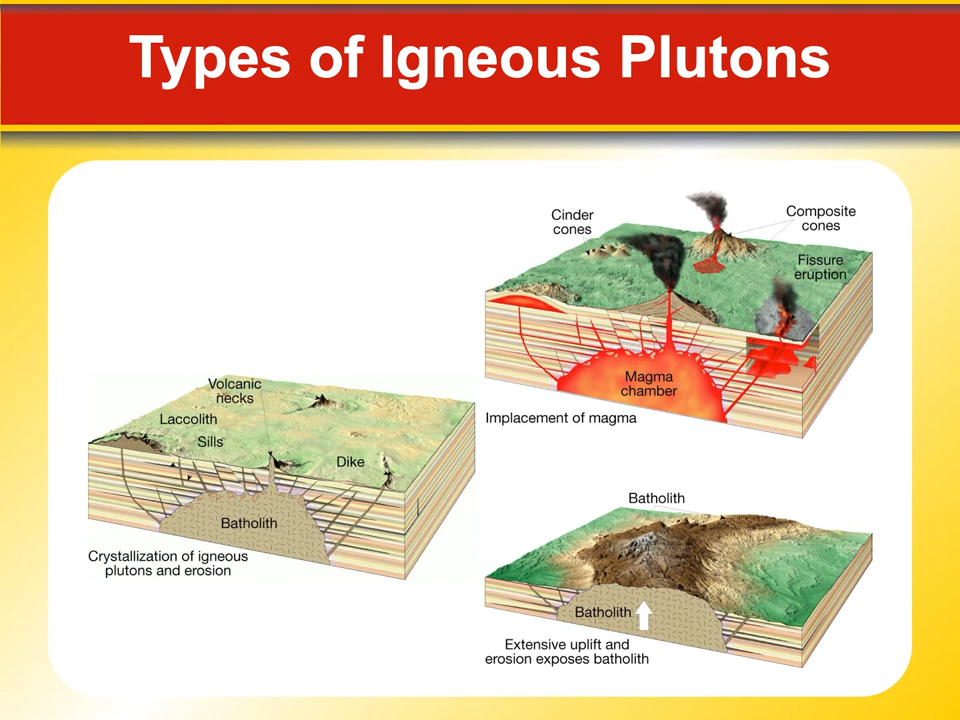 Types of Igneous Plutons
Cinder
cones
Composite
cones
Fissure
eruption
Magma
chamber
Implacement of magma
Volcanic
necks
Laccolith
Sills
Dike
Batholith
Crystallization of igneous
plutons and erosion
Batholith
Batholith
Extensive uplift and
erosion exposes batholith